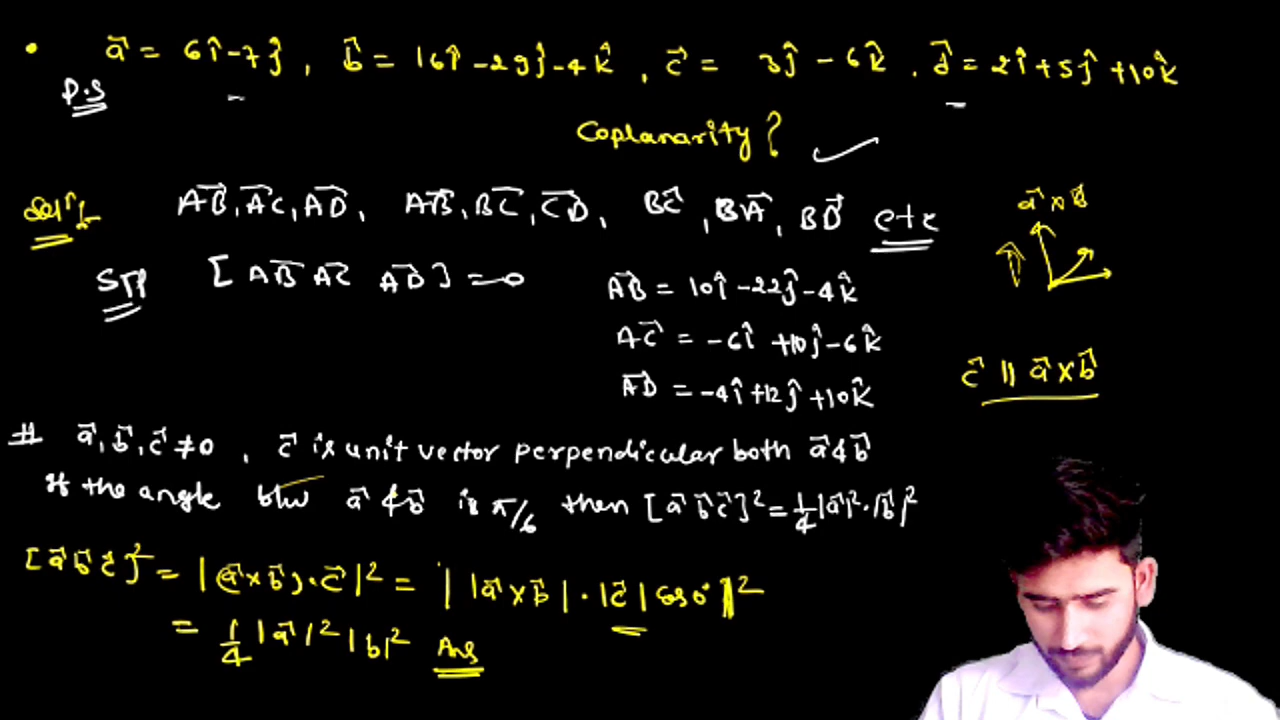 • a⃗ = 6î - 7ĵ , b⃗ = 16î - 29ĵ - 4k̂ , c⃗ = 3ĵ - 6k̂ . d⃗ = 2î + 5ĵ + 10k̂
P.S
Coplanarity ?
Solⁿ AB⃗, AC⃗, AD⃗, AB⃗, BC⃗, CD⃗, BC⃗, BA⃗, BD⃗ etc
a⃗ × b⃗
STP [AB⃗ AC⃗ AD⃗] = 0
AB⃗ = 10î - 22ĵ - 4k̂
AC⃗ = -6î + 10ĵ - 6k̂
AD⃗ = -4î + 12ĵ + 10k̂
c⃗ || a⃗ × b⃗
# a⃗, b⃗, c⃗ ≠ 0 , c⃗ is unit vector perpendicular both a⃗ & b⃗
If the angle b/w a⃗ & b⃗ is π/6 then [a⃗ b⃗ c⃗]² = 1/4 |a⃗|² · |b⃗|²
[a⃗ b⃗ c⃗]² = |(a⃗ × b⃗) · c⃗|² = | |a⃗ × b⃗| · |c⃗| cos 0° |²
= 1/4 |a⃗|² |b|² Ans